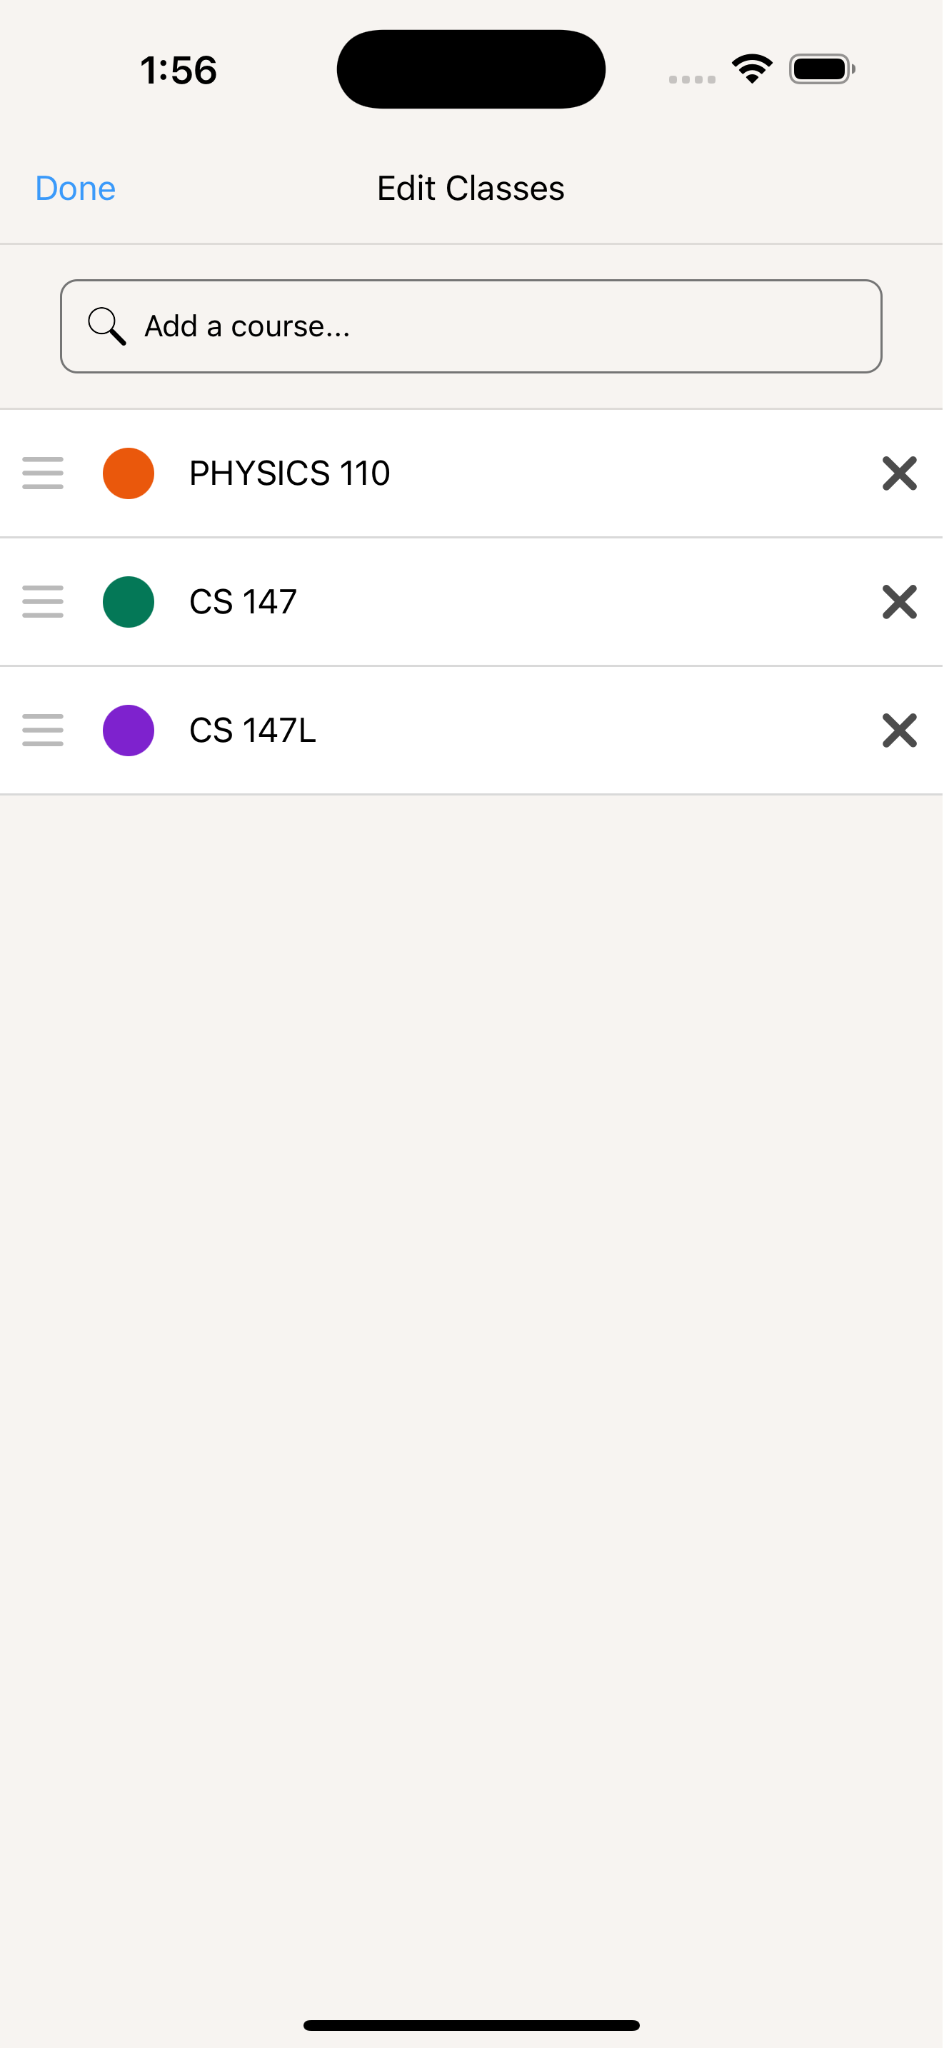 1:56
Done
Edit Classes
Add a course...
PHYSICS 110
CS 147
CS 147L